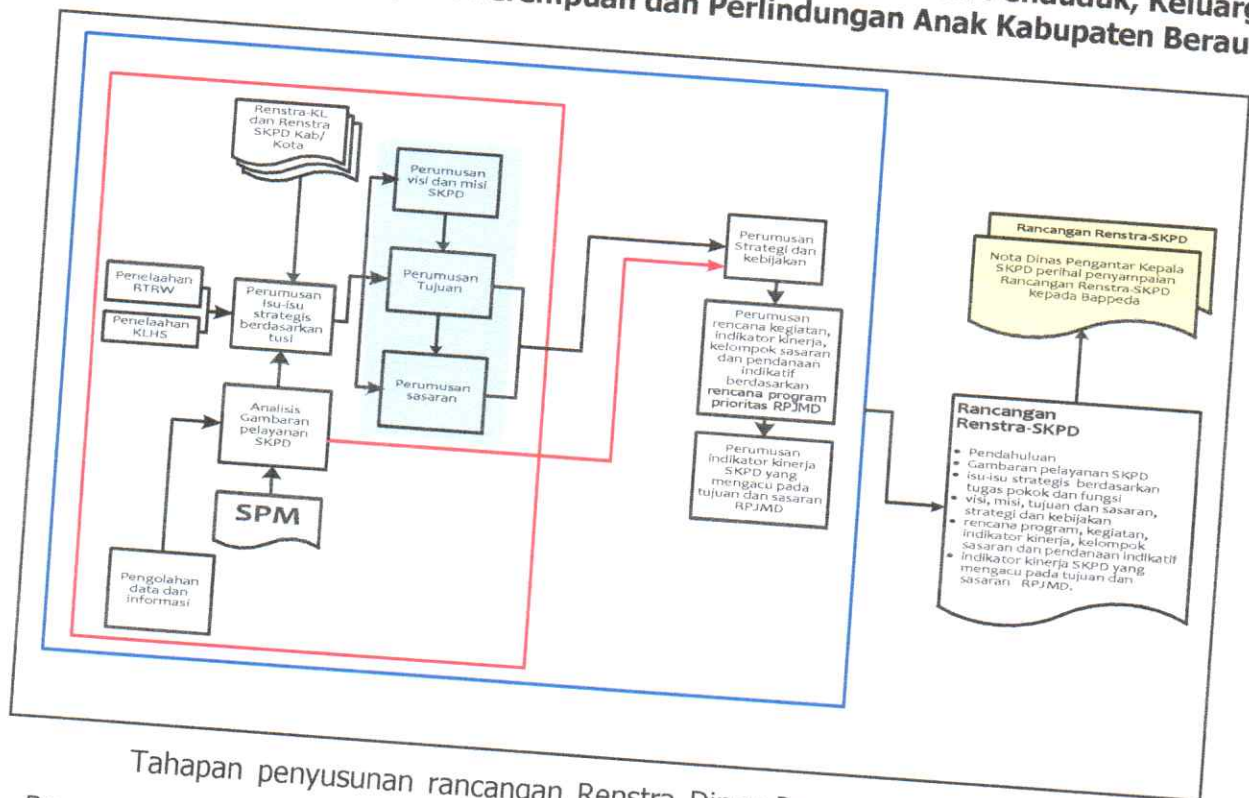 Penduduk, Keluarg
Perempuan dan Perlindungan Anak Kabupaten Berau
Renstra-KL
dan Renstra
SKPD Kab/
Kota
Perumusan
visi dan misi
SKPD
Penelaahan
RTRW
Penelaahan
KLHS
Perumusan
isu-isu
strategis
berdasarkan
tusi
Perumusan
Tujuan
Perumusan
sasaran
Analisis
Gambaran
pelayanan
SKPD
SPM
Pengolahan
data dan
informasi
Perumusan
Strategi dan
kebijakan
Perumusan
rencana kegiatan,
indikator kinerja,
kelompok sasaran
dan pendanaan
indikatif
berdasarkan
rencana program
prioritas RPJMD
Perumusan
indikator kinerja
SKPD yang
mengacu pada
tujuan dan sasaran
RPJMD
Rancangan Renstra-SKPD
Nota Dinas Pengantar Kepala
SKPD perihal penyampaian
Rancangan Renstra-SKPD
kepada Bappeda
Rancangan
Renstra-SKPD
• Pendahuluan
• Gambaran pelayanan SKPD
• isu-isu strategis berdasarkan
tugas pokok dan fungsi
• visi, misi, tujuan dan sasaran,
strategi dan kebijakan
• rencana program, kegiatan,
indikator kinerja, kelompok
sasaran dan pendanaan indikatif
• indikator kinerja SKPD yang
mengacu pada tujuan dan
sasaran RPJMD.
Tahapan penyusunan rancangan Renstra